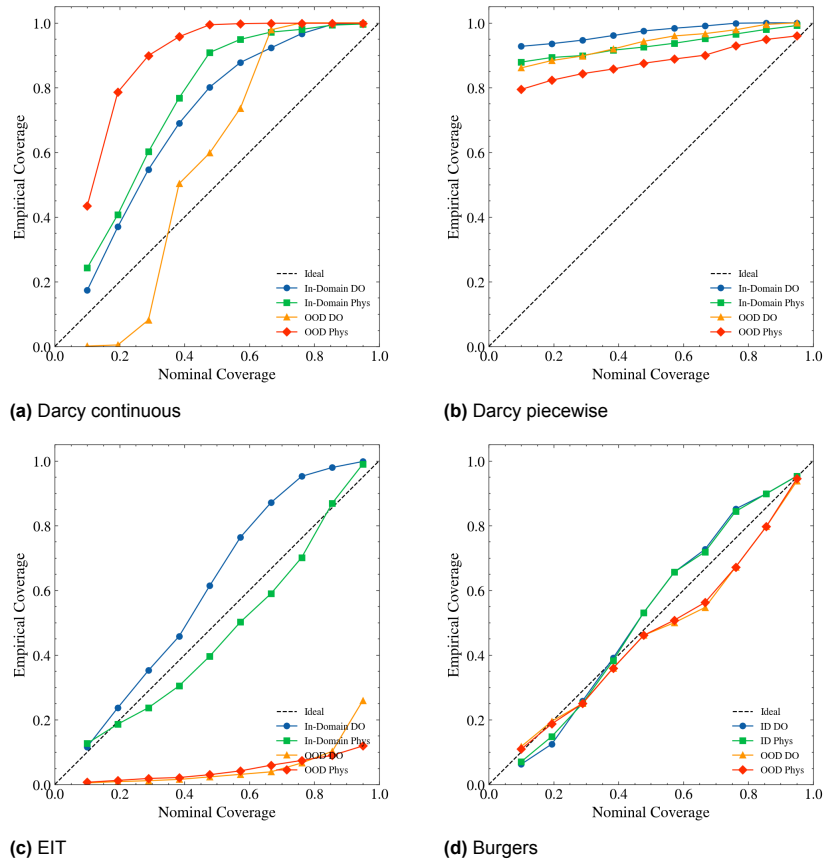 1.0
0.8
0.6
0.4
0.2
0.0
0.0 0.2 0.4 0.6 0.8 1.0
Empirical Coverage
Nominal Coverage
Ideal
In-Domain DO
In-Domain Phys
OOD DO
OOD Phys
(a) Darcy continuous
1.0
0.8
0.6
0.4
0.2
0.0
0.0 0.2 0.4 0.6 0.8 1.0
Empirical Coverage
Nominal Coverage
Ideal
In-Domain DO
In-Domain Phys
OOD DO
OOD Phys
(b) Darcy piecewise
1.0
0.8
0.6
0.4
0.2
0.0
0.0 0.2 0.4 0.6 0.8 1.0
Empirical Coverage
Nominal Coverage
Ideal
In-Domain DO
In-Domain Phys
OOD DO
OOD Phys
(c) EIT
1.0
0.8
0.6
0.4
0.2
0.0
0.0 0.2 0.4 0.6 0.8 1.0
Empirical Coverage
Nominal Coverage
Ideal
ID DO
ID Phys
OOD DO
OOD Phys
(d) Burgers